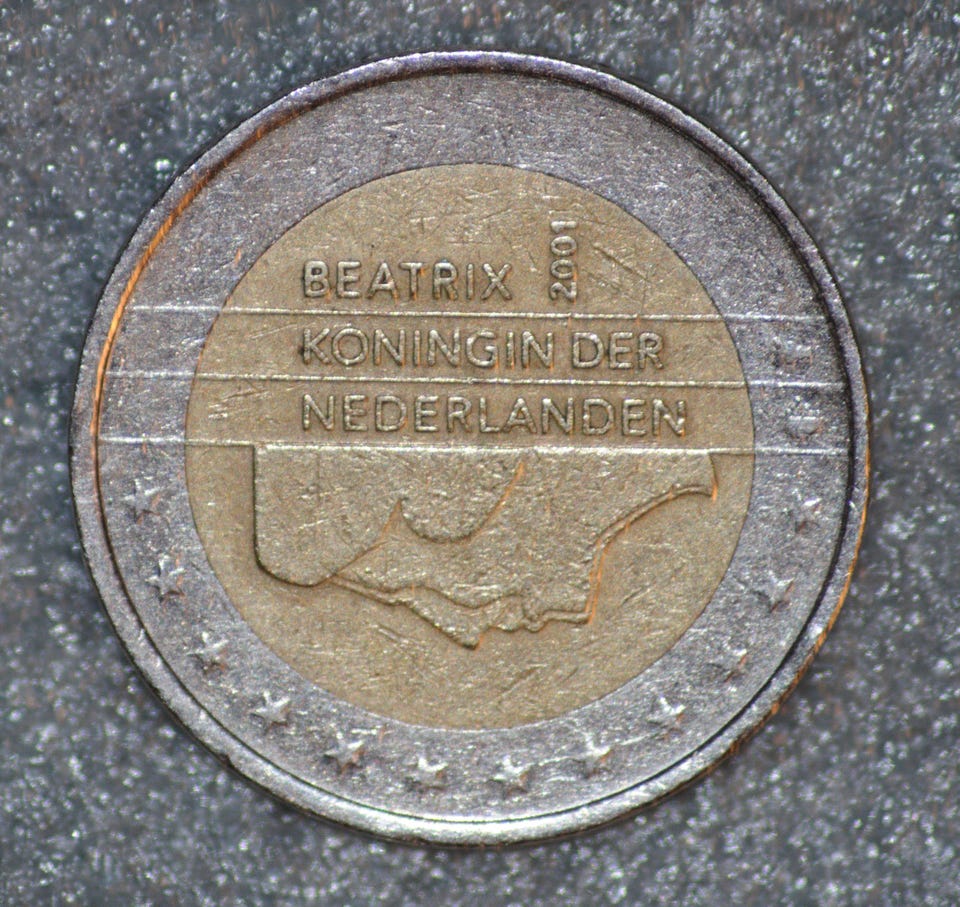 BEATRIX 2001
KONINGIN DER
NEDERLANDEN